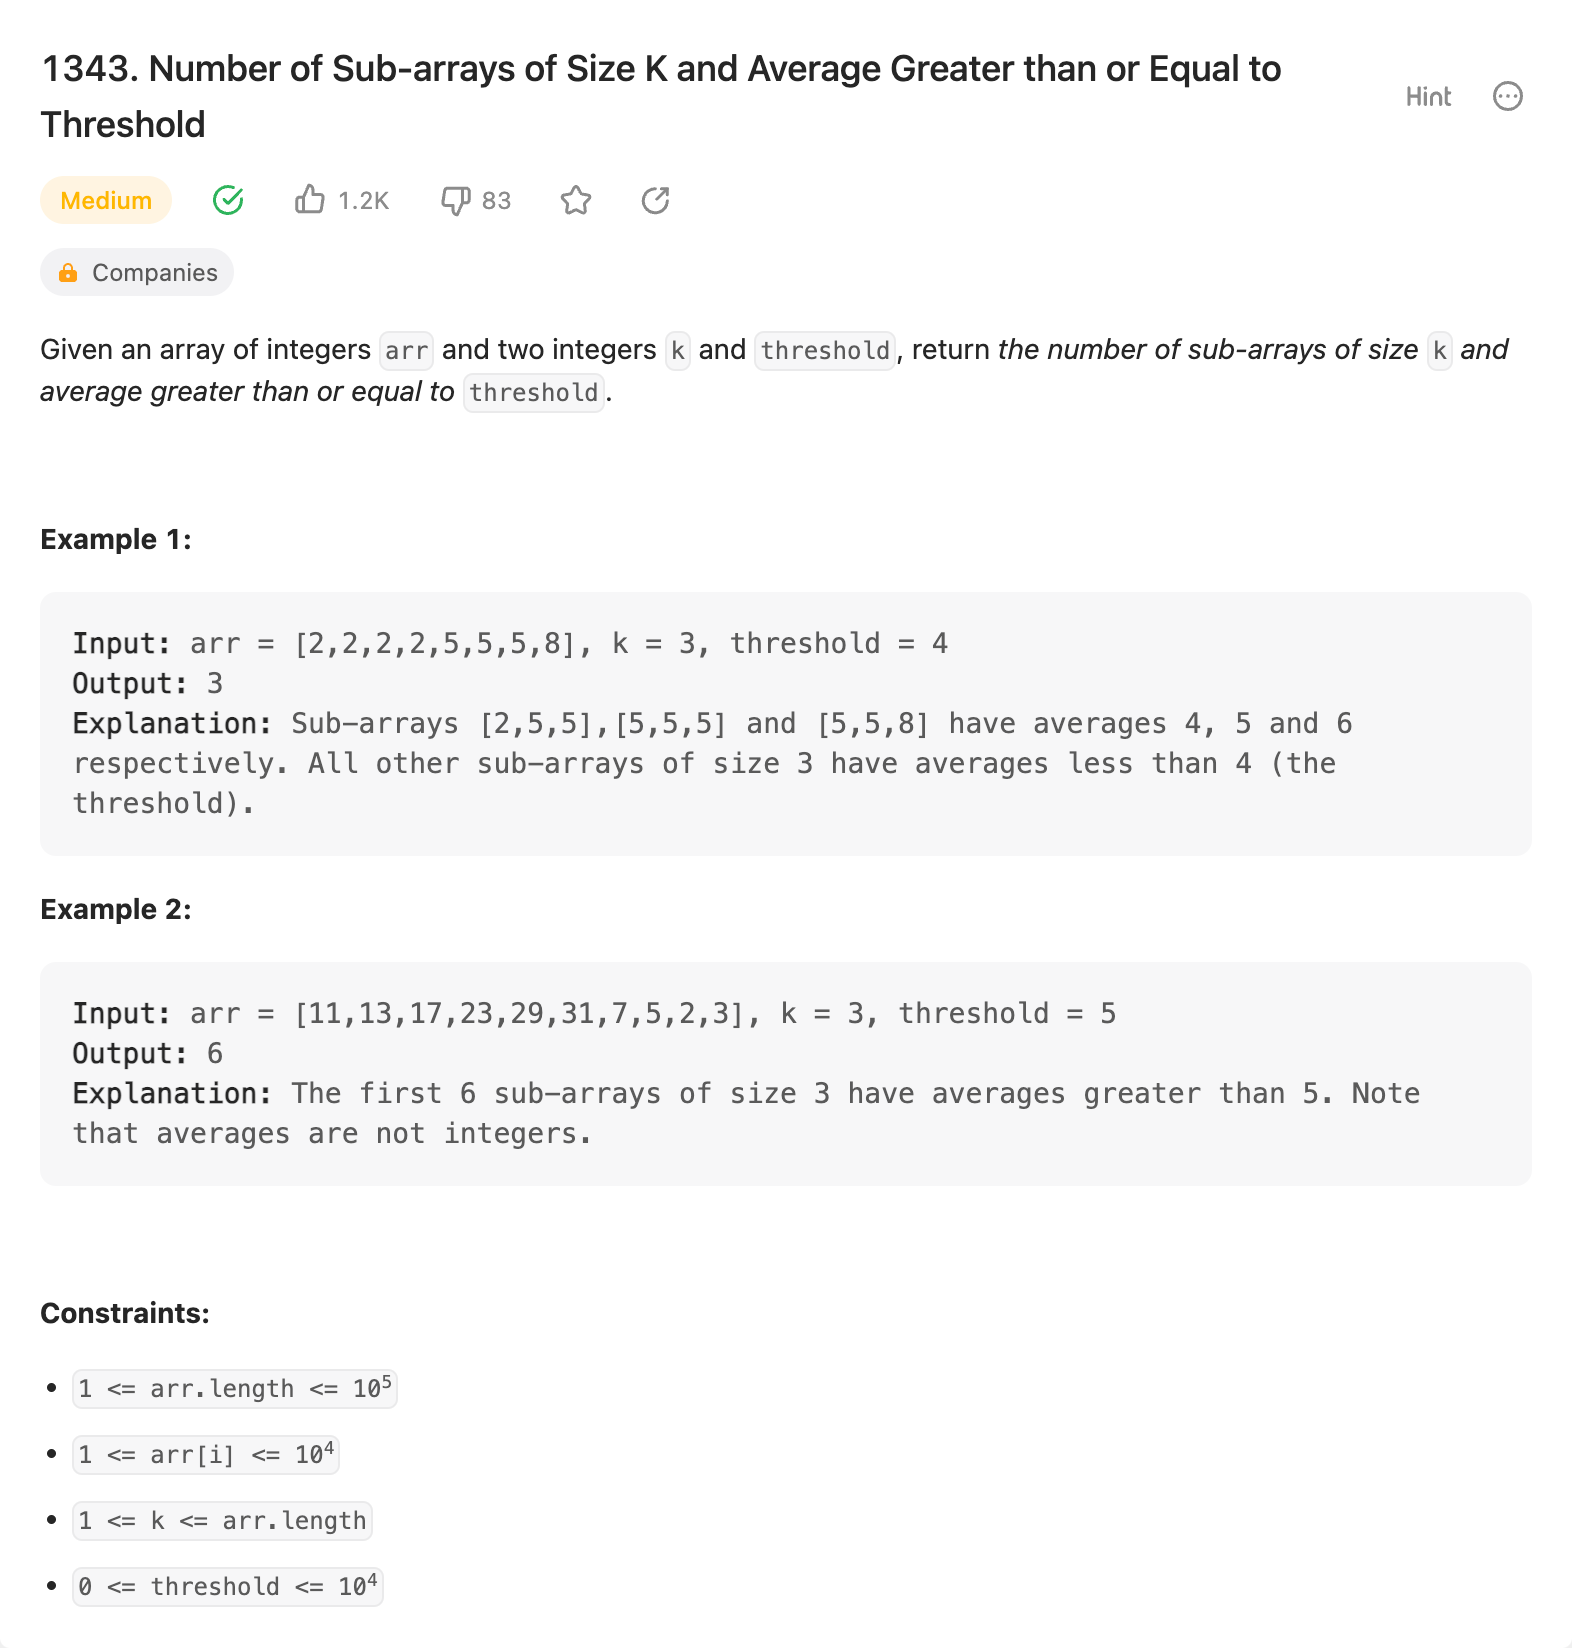 1343. Number of Sub-arrays of Size K and Average Greater than or Equal to
Threshold
Hint
Medium
1.2K
83
Companies
Given an array of integers arr and two integers k and threshold, return the number of sub-arrays of size k and
average greater than or equal to threshold.
Example 1:
Input: arr = [2,2,2,2,5,5,5,8], k = 3, threshold = 4
Output: 3
Explanation: Sub-arrays [2,5,5],[5,5,5] and [5,5,8] have averages 4, 5 and 6
respectively. All other sub-arrays of size 3 have averages less than 4 (the
threshold).
Example 2:
Input: arr = [11,13,17,23,29,31,7,5,2,3], k = 3, threshold = 5
Output: 6
Explanation: The first 6 sub-arrays of size 3 have averages greater than 5. Note
that averages are not integers.
Constraints:
• 1 <= arr.length <= 10⁵
• 1 <= arr[i] <= 10⁴
• 1 <= k <= arr.length
• 0 <= threshold <= 10⁴